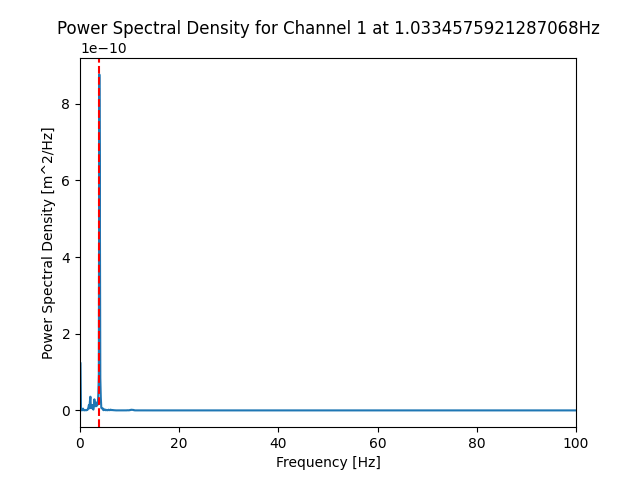 Power Spectral Density for Channel 1 at 1.0334575921287068Hz
1e−10
8
6
4
2
0
Power Spectral Density [m^2/Hz]
0 20 40 60 80 100
Frequency [Hz]